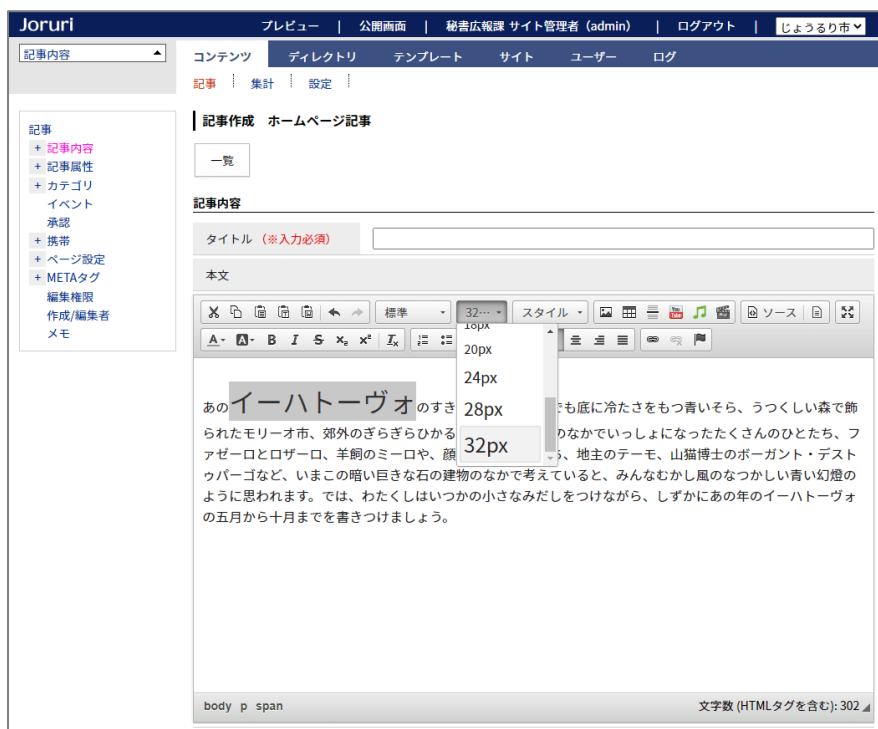 Joruri プレビュー | 公開画面 | 秘書広報課 サイト管理者（admin） | ログアウト | じょうるり市
記事内容
コンテンツ ディレクトリ テンプレート サイト ユーザー ログ
記事 集計 設定
記事作成 ホームページ記事
一覧
記事
+ 記事内容
+ 記事属性
+ カテゴリ
イベント
承認
+ 携帯
+ ページ設定
+ METAタグ
編集権限
作成/編集者
メモ
記事内容
タイトル （※入力必須）
本文
標準 32… スタイル ソース
18px
20px
24px
28px
32px
あのイーハトーヴォのすき でも底に冷たさをもつ青いそら、うつくしい森で飾
られたモリーオ市、郊外のぎらぎらひかる のなかでいっしょになったたくさんのひとたち、フ
ァゼーロとロザーロ、羊飼のミーロや、顔 、地主のテーモ、山猫博士のボーガント・デスト
ゥパーゴなど、いまこの暗い巨きな石の建物のなかで考えていると、みんなむかし風のなつかしい青い幻燈の
ように思われます。では、わたくしはいつかの小さなみだしをつけながら、しずかにあの年のイーハトーヴォ
の五月から十月までを書きつけましょう。
body p span
文字数 (HTMLタグを含む): 302